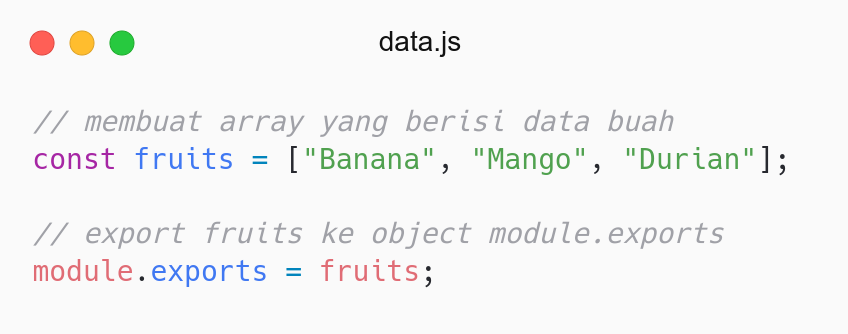 data.js
// membuat array yang berisi data buah
const fruits = ["Banana", "Mango", "Durian"];
// export fruits ke object module.exports
module.exports = fruits;